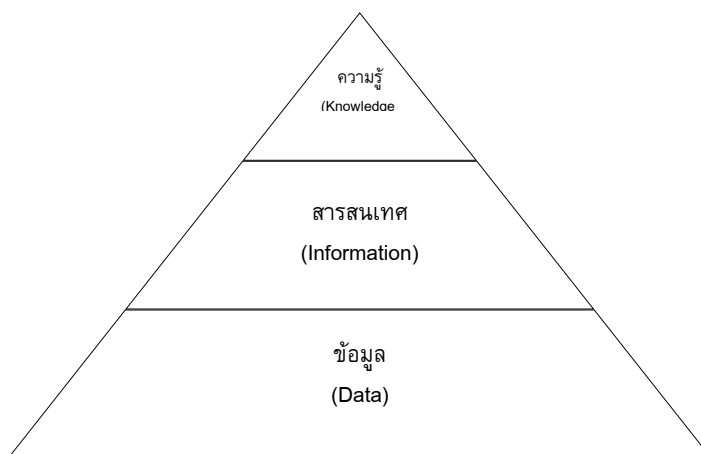 ความรู้
(Knowledge
สารสนเทศ
(Information)
ข้อมูล
(Data)